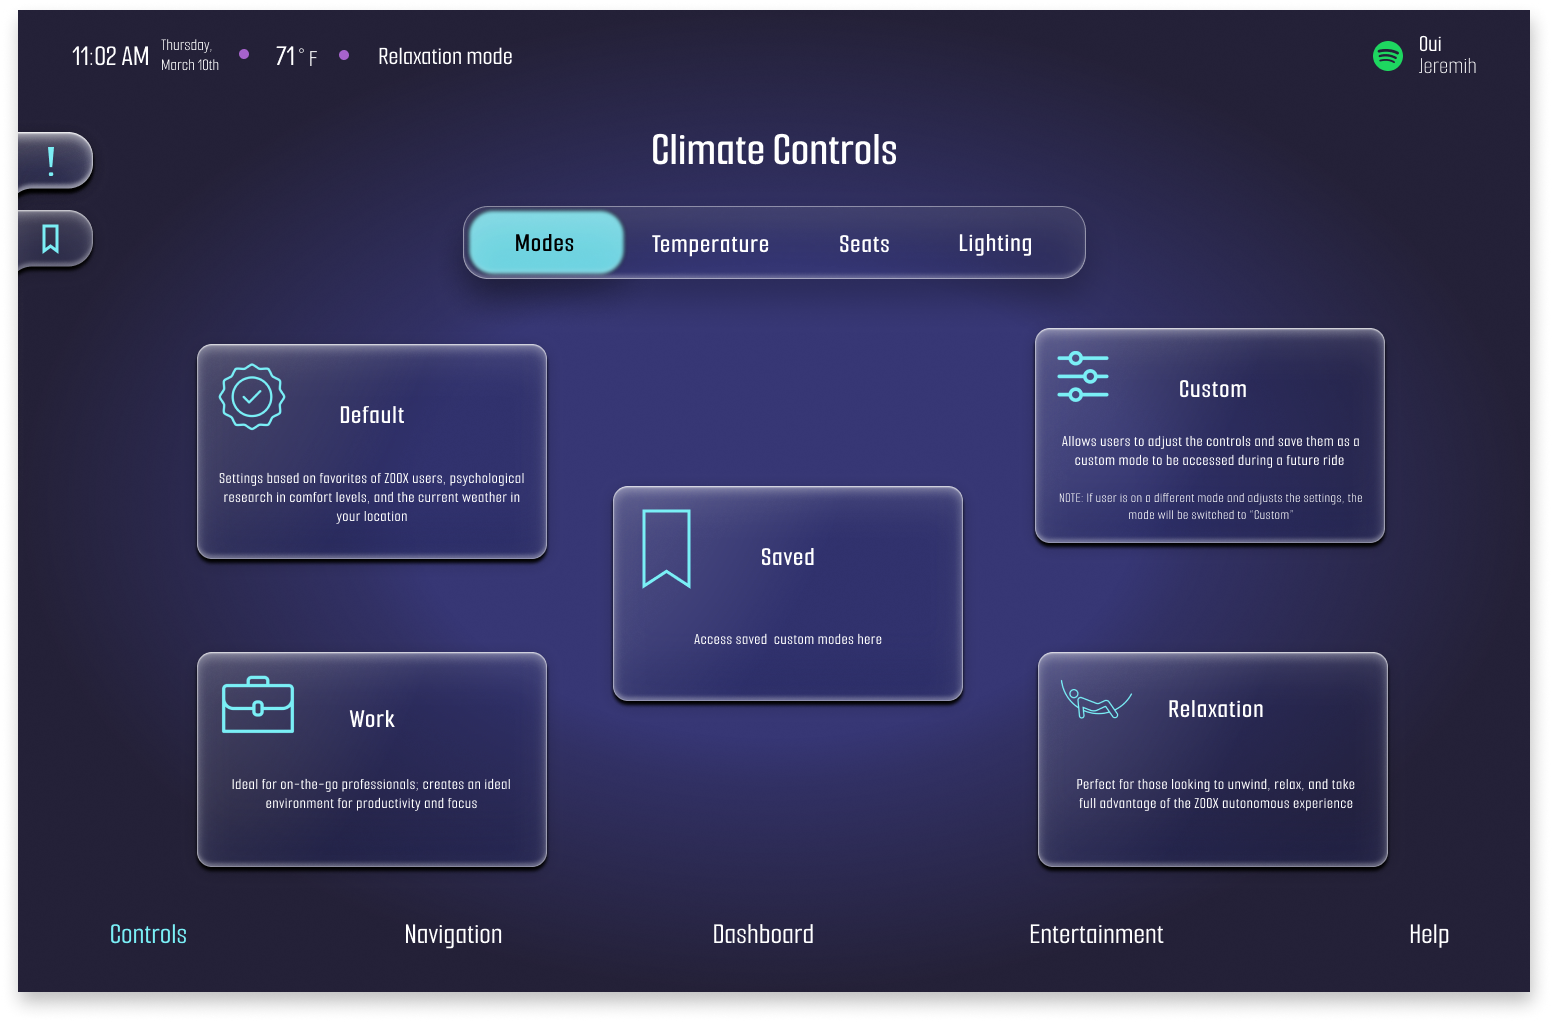 11:02 AM
Thursday,
March 10th
71° F
Relaxation mode
Oui
Jeremih
!
Climate Controls
Modes
Temperature
Seats
Lighting
Default
Settings based on favorites of ZOOX users, psychological
research in comfort levels, and the current weather in
your location
Custom
Allows users to adjust the controls and save them as a
custom mode to be accessed during a future ride
NOTE: If user is on a different mode and adjusts the settings, the
mode will be switched to "Custom"
Saved
Access saved  custom modes here
Work
Ideal for on-the-go professionals; creates an ideal
environment for productivity and focus
Relaxation
Perfect for those looking to unwind, relax, and take
full advantage of the ZOOX autonomous experience
Controls
Navigation
Dashboard
Entertainment
Help